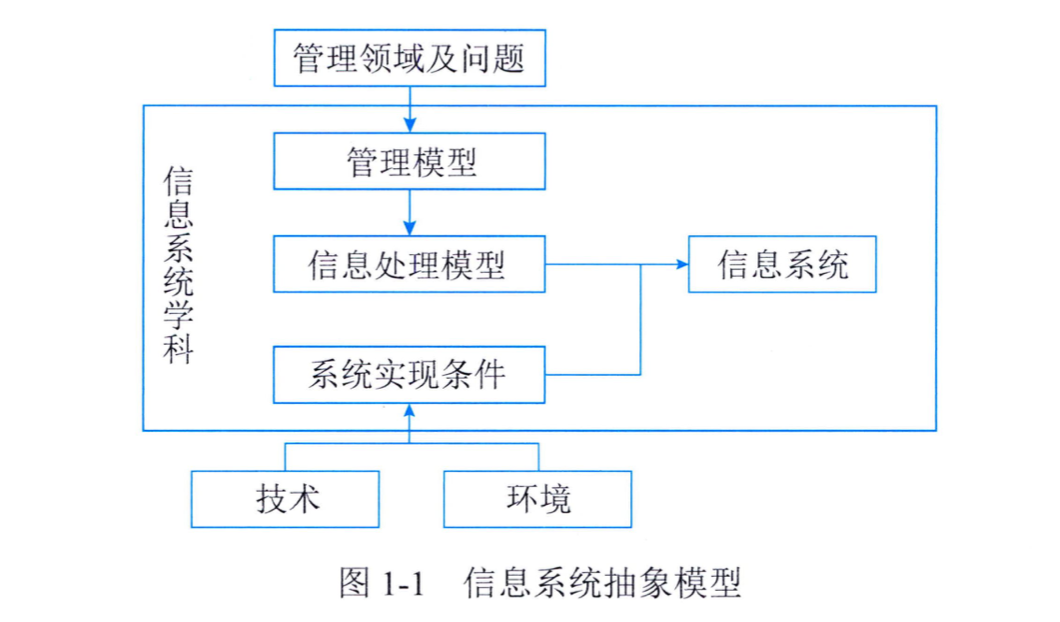 管理领域及问题
管理模型
信息系统学科
信息处理模型
信息系统
系统实现条件
技术
环境
图 1-1 信息系统抽象模型